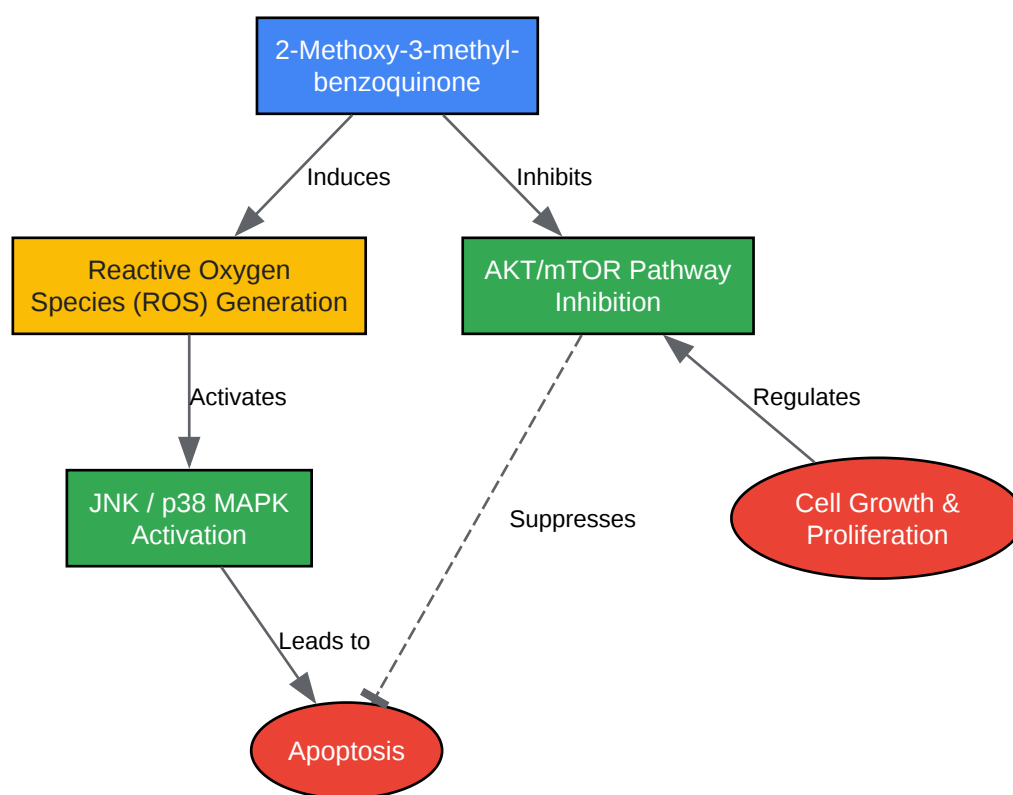 2-Methoxy-3-methyl-
benzoquinone
Induces
Inhibits
Reactive Oxygen
Species (ROS) Generation
AKT/mTOR Pathway
Inhibition
Activates
Regulates
JNK / p38 MAPK
Activation
Suppresses
Cell Growth &
Proliferation
Leads to
Apoptosis